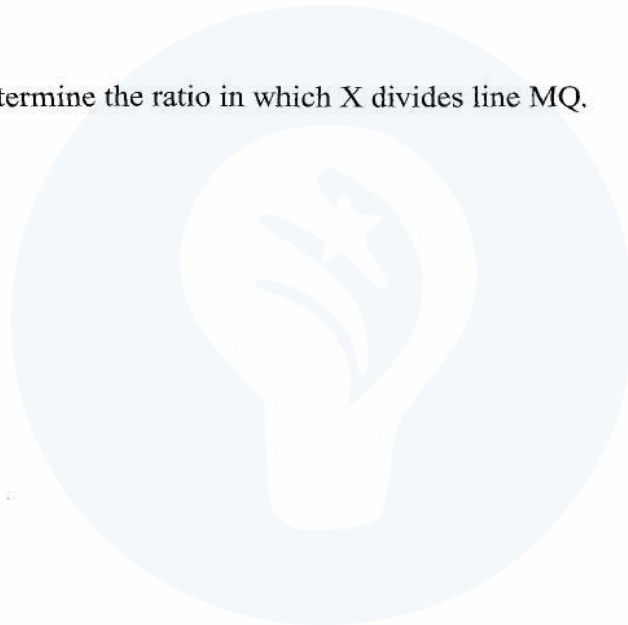 termine the ratio in which X divides line MQ.